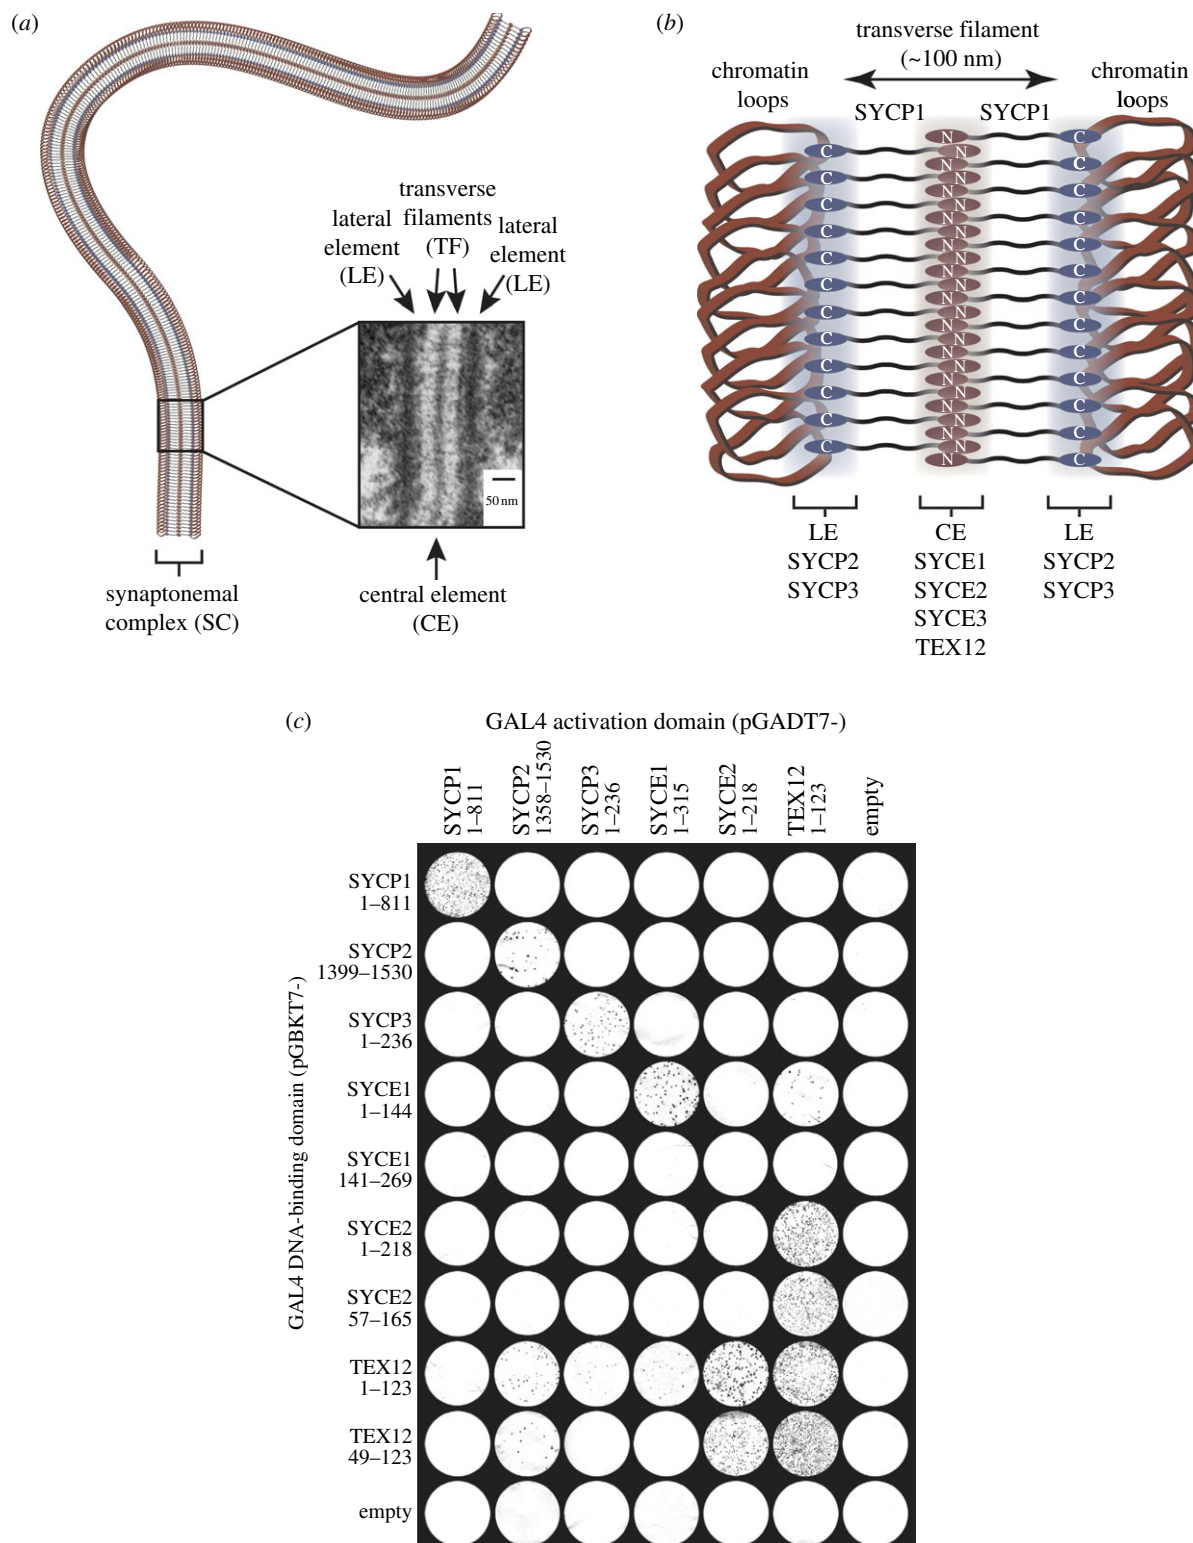 (a)
lateral
element
(LE)
transverse
filaments
(TF)
lateral
element
(LE)
50 nm
synaptonemal
complex (SC)
central element
(CE)
(b)
transverse filament
(~100 nm)
chromatin
loops
chromatin
loops
SYCP1
SYCP1
C N C
N
C N C
N
C N C
N
C N C
N
C N C
N
C N C
N
C N C
N
C N C
N
C N C
N
C N C
N
C N C
N
C N C
N
N C
LE
SYCP2
SYCP3
CE
SYCE1
SYCE2
SYCE3
TEX12
LE
SYCP2
SYCP3
(c)
GAL4 activation domain (pGADT7-)
SYCP1
1–811
SYCP2
1358–1530
SYCP3
1–236
SYCE1
1–315
SYCE2
1–218
TEX12
1–123
empty
GAL4 DNA-binding domain (pGBKT7-)
SYCP1
1–811
SYCP2
1399–1530
SYCP3
1–236
SYCE1
1–144
SYCE1
141–269
SYCE2
1–218
SYCE2
57–165
TEX12
1–123
TEX12
49–123
empty